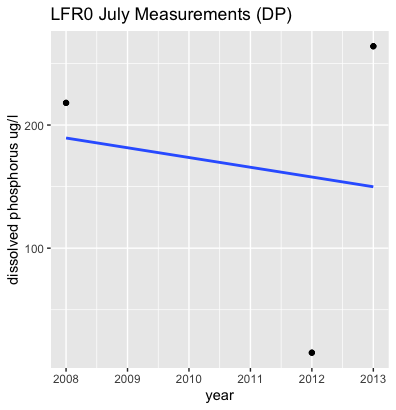 LFR0 July Measurements (DP)
dissolved phosphorus ug/l
200
100
2008 2009 2010 2011 2012 2013
year